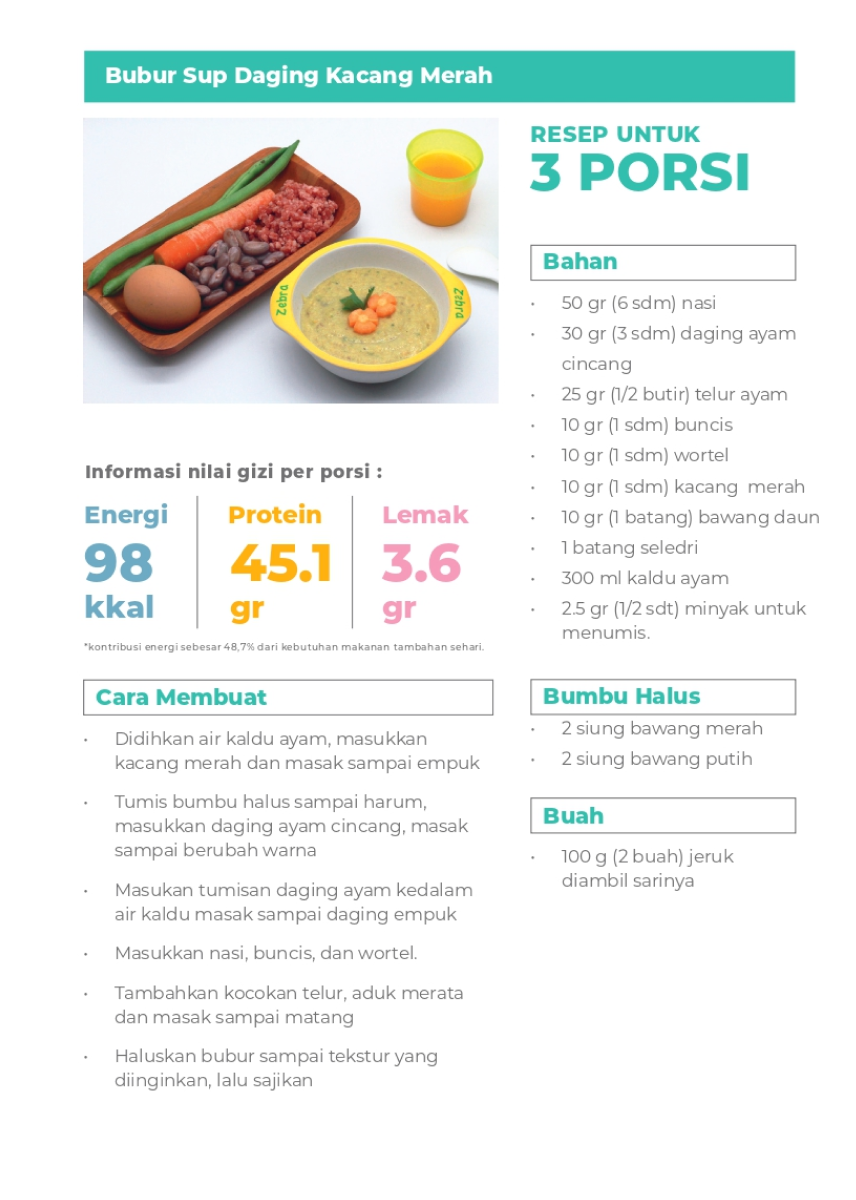 Bubur Sup Daging Kacang Merah
RESEP UNTUK
3 PORSI
Zebra
Zebra
Bahan
• 50 gr (6 sdm) nasi
• 30 gr (3 sdm) daging ayam
cincang
• 25 gr (1/2 butir) telur ayam
• 10 gr (1 sdm) buncis
• 10 gr (1 sdm) wortel
• 10 gr (1 sdm) kacang merah
• 10 gr (1 batang) bawang daun
• 1 batang seledri
• 300 ml kaldu ayam
• 2.5 gr (1/2 sdt) minyak untuk
menumis.
Informasi nilai gizi per porsi :
Energi
98
kkal
Protein
45.1
gr
Lemak
3.6
gr
*kontribusi energi sebesar 48,7% dari kebutuhan makanan tambahan sehari.
Cara Membuat
• Didihkan air kaldu ayam, masukkan
kacang merah dan masak sampai empuk
• Tumis bumbu halus sampai harum,
masukkan daging ayam cincang, masak
sampai berubah warna
• Masukan tumisan daging ayam kedalam
air kaldu masak sampai daging empuk
• Masukkan nasi, buncis, dan wortel.
• Tambahkan kocokan telur, aduk merata
dan masak sampai matang
• Haluskan bubur sampai tekstur yang
diinginkan, lalu sajikan
Bumbu Halus
• 2 siung bawang merah
• 2 siung bawang putih
Buah
• 100 g (2 buah) jeruk
diambil sarinya